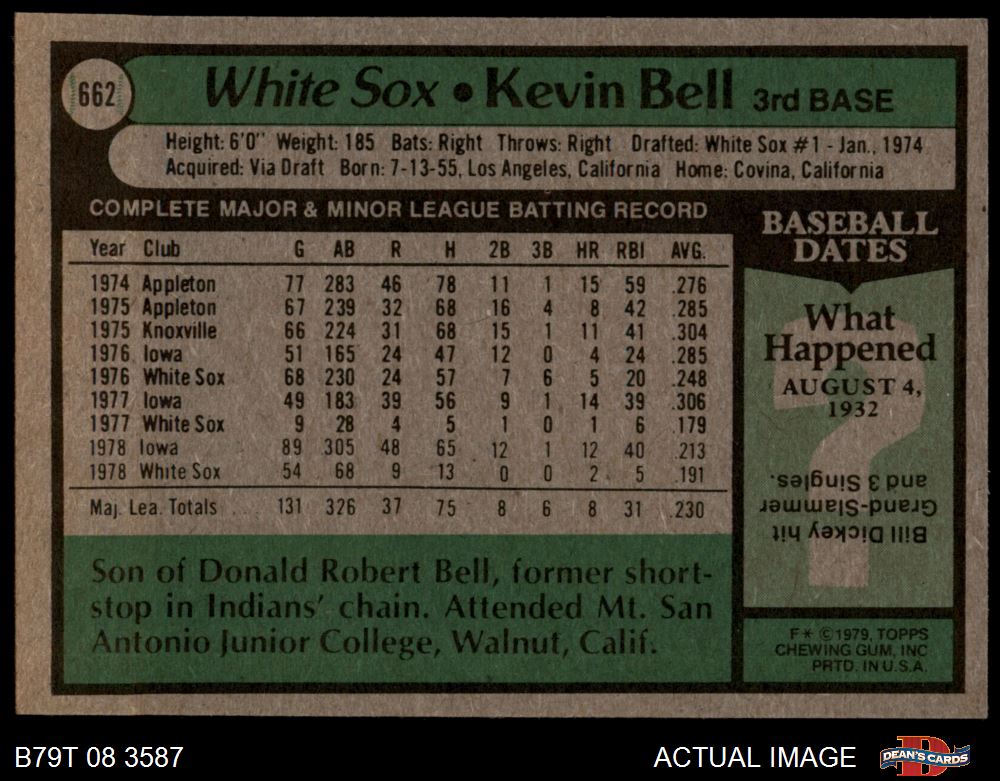 662
White Sox • Kevin Bell 3rd BASE
Height: 6'0" Weight: 185 Bats: Right Throws: Right Drafted: White Sox #1 - Jan., 1974
Acquired: Via Draft Born: 7-13-55, Los Angeles, California Home: Covina, California
COMPLETE MAJOR & MINOR LEAGUE BATTING RECORD
Year Club G AB R H 2B 3B HR RBI AVG.
1974 Appleton 77 283 46 78 11 1 15 59 .276
1975 Appleton 67 239 32 68 16 4 8 42 .285
1975 Knoxville 66 224 31 68 15 1 11 41 .304
1976 Iowa 51 165 24 47 12 0 4 24 .285
1976 White Sox 68 230 24 57 7 6 5 20 .248
1977 Iowa 49 183 39 56 9 1 14 39 .306
1977 White Sox 9 28 4 5 1 0 1 6 .179
1978 Iowa 89 305 48 65 12 1 12 40 .213
1978 White Sox 54 68 9 13 0 0 2 5 .191
Maj. Lea. Totals 131 326 37 75 8 6 8 31 .230
Son of Donald Robert Bell, former short-
stop in Indians' chain. Attended Mt. San
Antonio Junior College, Walnut, Calif.
BASEBALL
DATES
What
Happened
AUGUST 4,
1932
?
Bill Dickey hit
Grand-Slammer
and 3 Singles.
F* ©1979, TOPPS
CHEWING GUM, INC
PRTD. IN U.S.A.
B79T 08 3587
ACTUAL IMAGE
DEAN'S CARDS